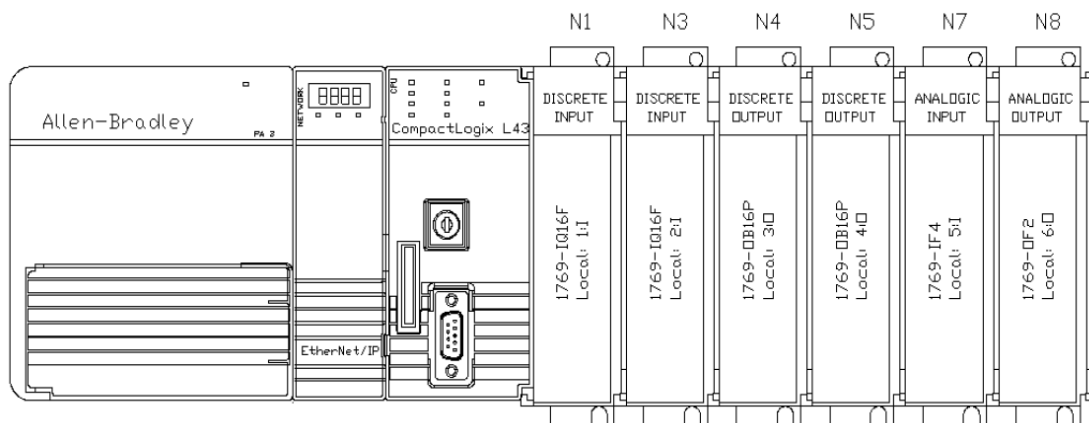 N1
N3
N4
N5
N7
N8
Allen-Bradley
PA 2
NETWORK
8888
CPU
CompactLogix L43
EtherNet/IP
DISCRETE
INPUT
1769-IQ16F
Local: 1:I
DISCRETE
INPUT
1769-IQ16F
Local: 2:I
DISCRETE
OUTPUT
1769-OB16P
Local: 3:O
DISCRETE
OUTPUT
1769-OB16P
Local: 4:O
ANALOGIC
INPUT
1769-IF4
Local: 5:I
ANALOGIC
OUTPUT
1769-OF2
Local: 6:O